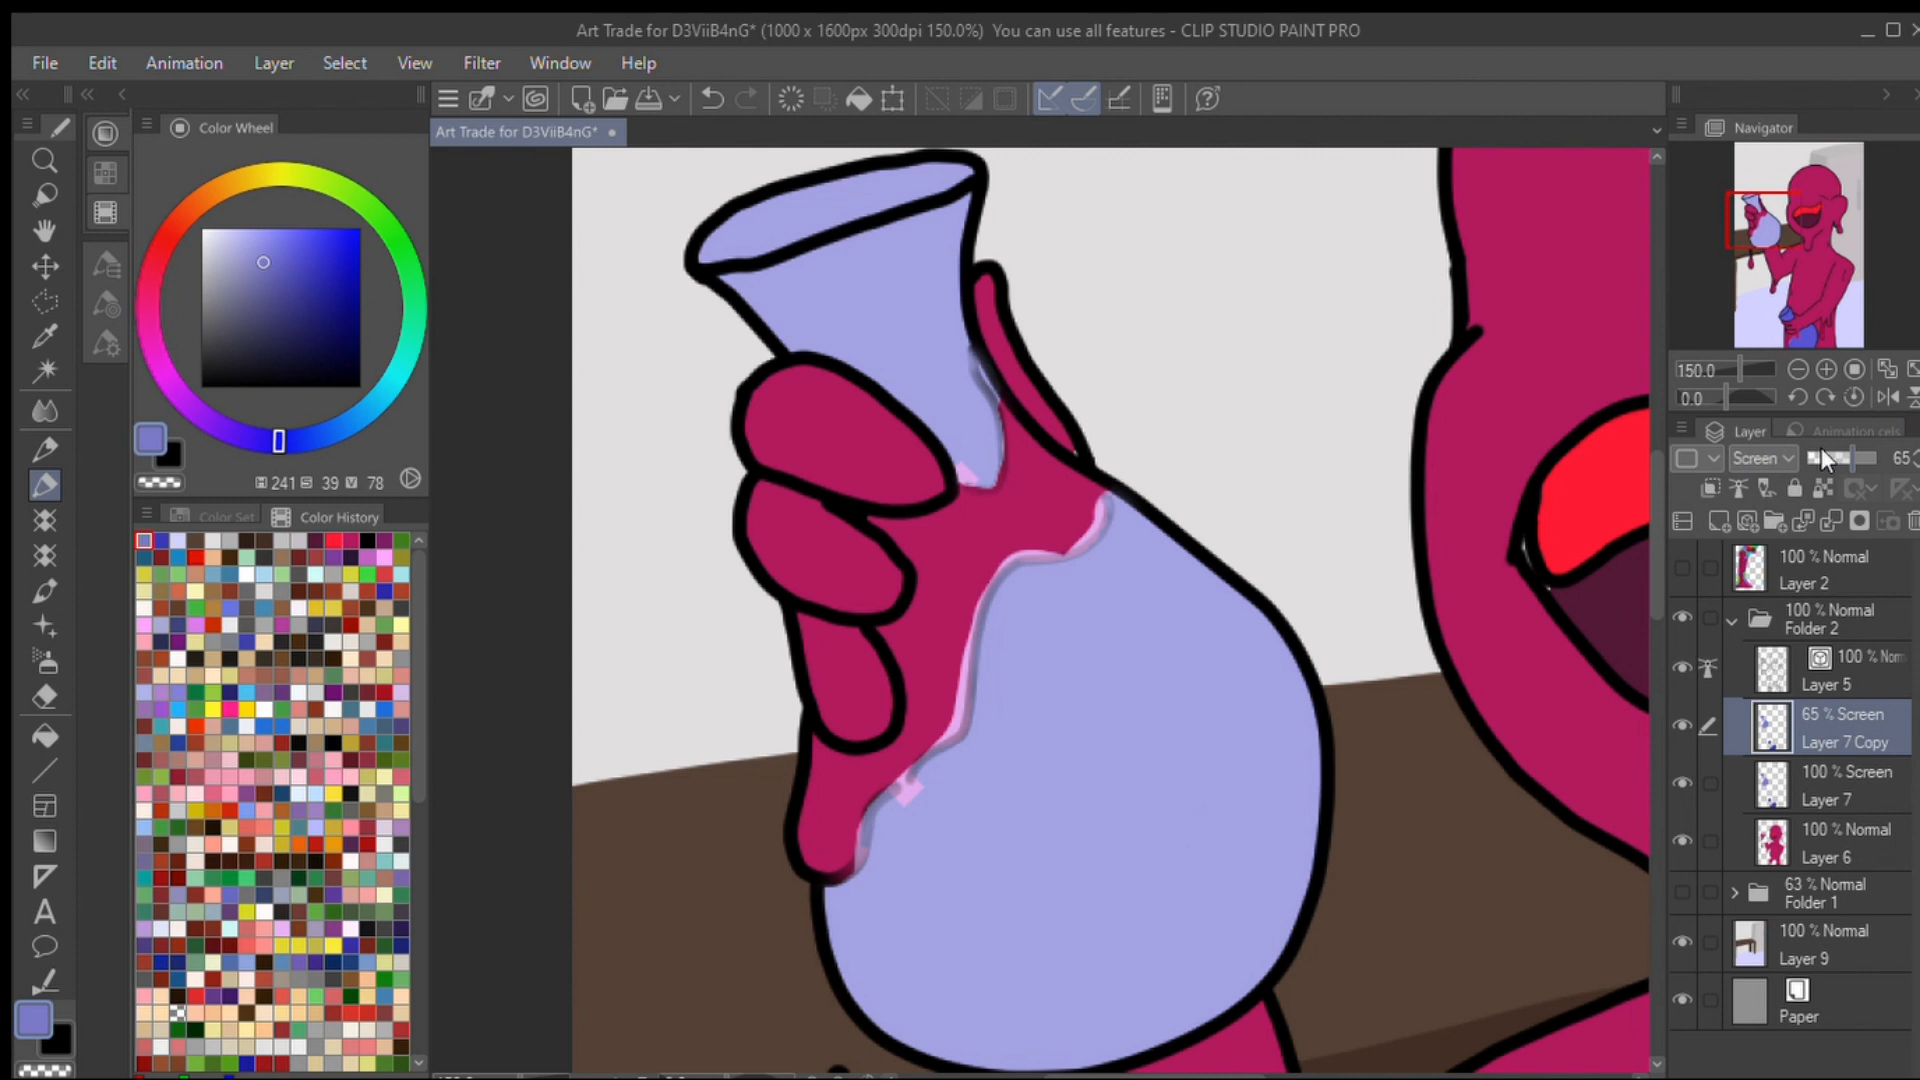 Art Trade for D3ViiB4nG* (1000 x 1600px 300dpi 150.0%) You can use all features - CLIP STUDIO PAINT PRO
File Edit Animation Layer Select View Filter Window Help
Color Wheel
Art Trade for D3ViiB4nG*
Navigator
150.0
0.0
Layer Animation cels
Screen 65
H 241 S 39 V 78
Color Set Color History
100 % Normal
Layer 2
100 % Normal
Folder 2
100 % Norm
Layer 5
65 % Screen
Layer 7 Copy
100 % Screen
Layer 7
100 % Normal
Layer 6
63 % Normal
Folder 1
100 % Normal
Layer 9
Paper